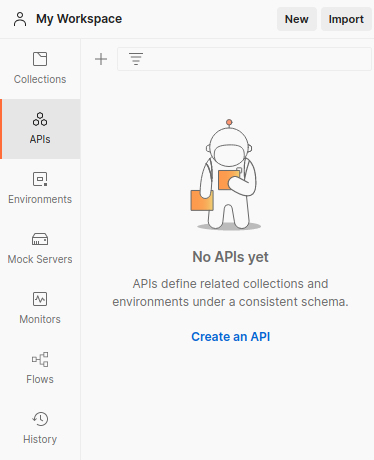 My Workspace
New
Import
Collections
APIs
Environments
Mock Servers
Monitors
Flows
History
No APIs yet
APIs define related collections and
environments under a consistent schema.
Create an API